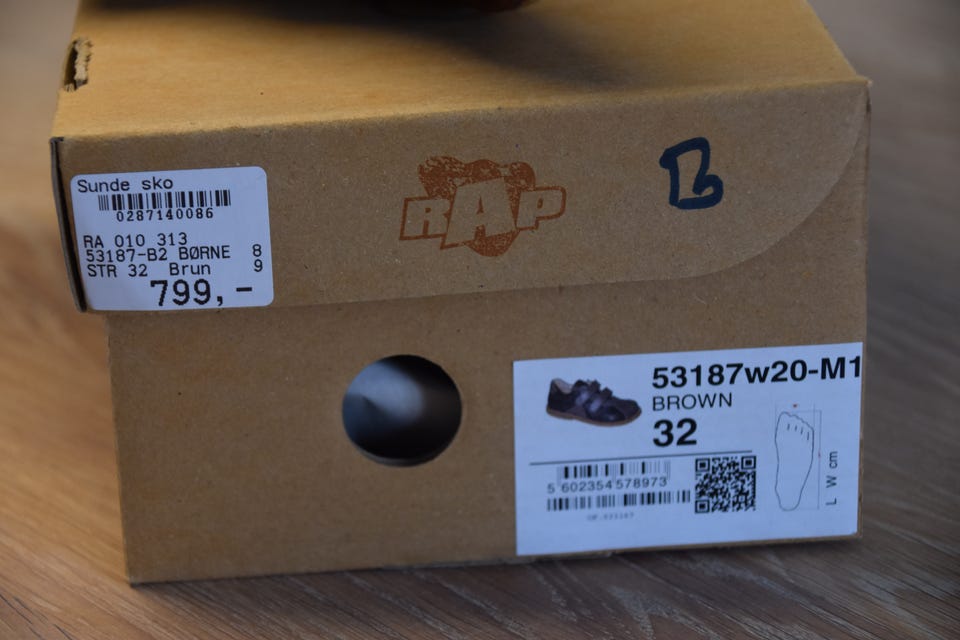 Sunde sko
0287140086
RA 010 313
53187-B2 BØRNE 8
STR 32 Brun 9
799,-
RAP
B
53187w20-M1
BROWN
32
5 602354 578973
L W cm